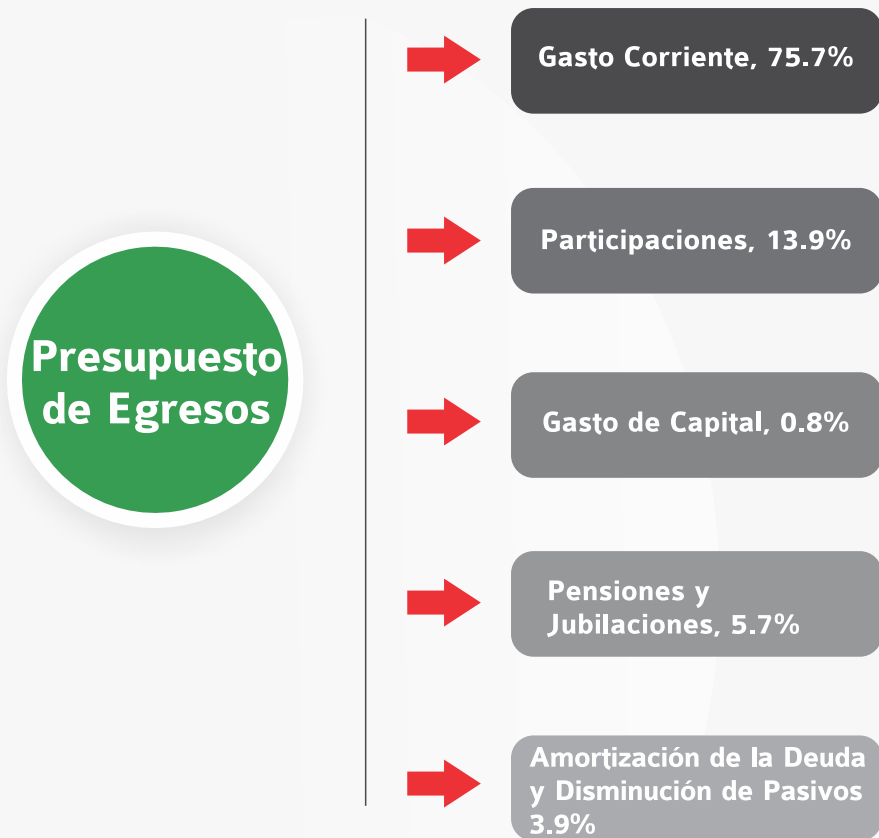 Presupuesto
de Egresos
Gasto Corriente, 75.7%
Participaciones, 13.9%
Gasto de Capital, 0.8%
Pensiones y
Jubilaciones, 5.7%
Amortización de la Deuda
y Disminución de Pasivos
3.9%